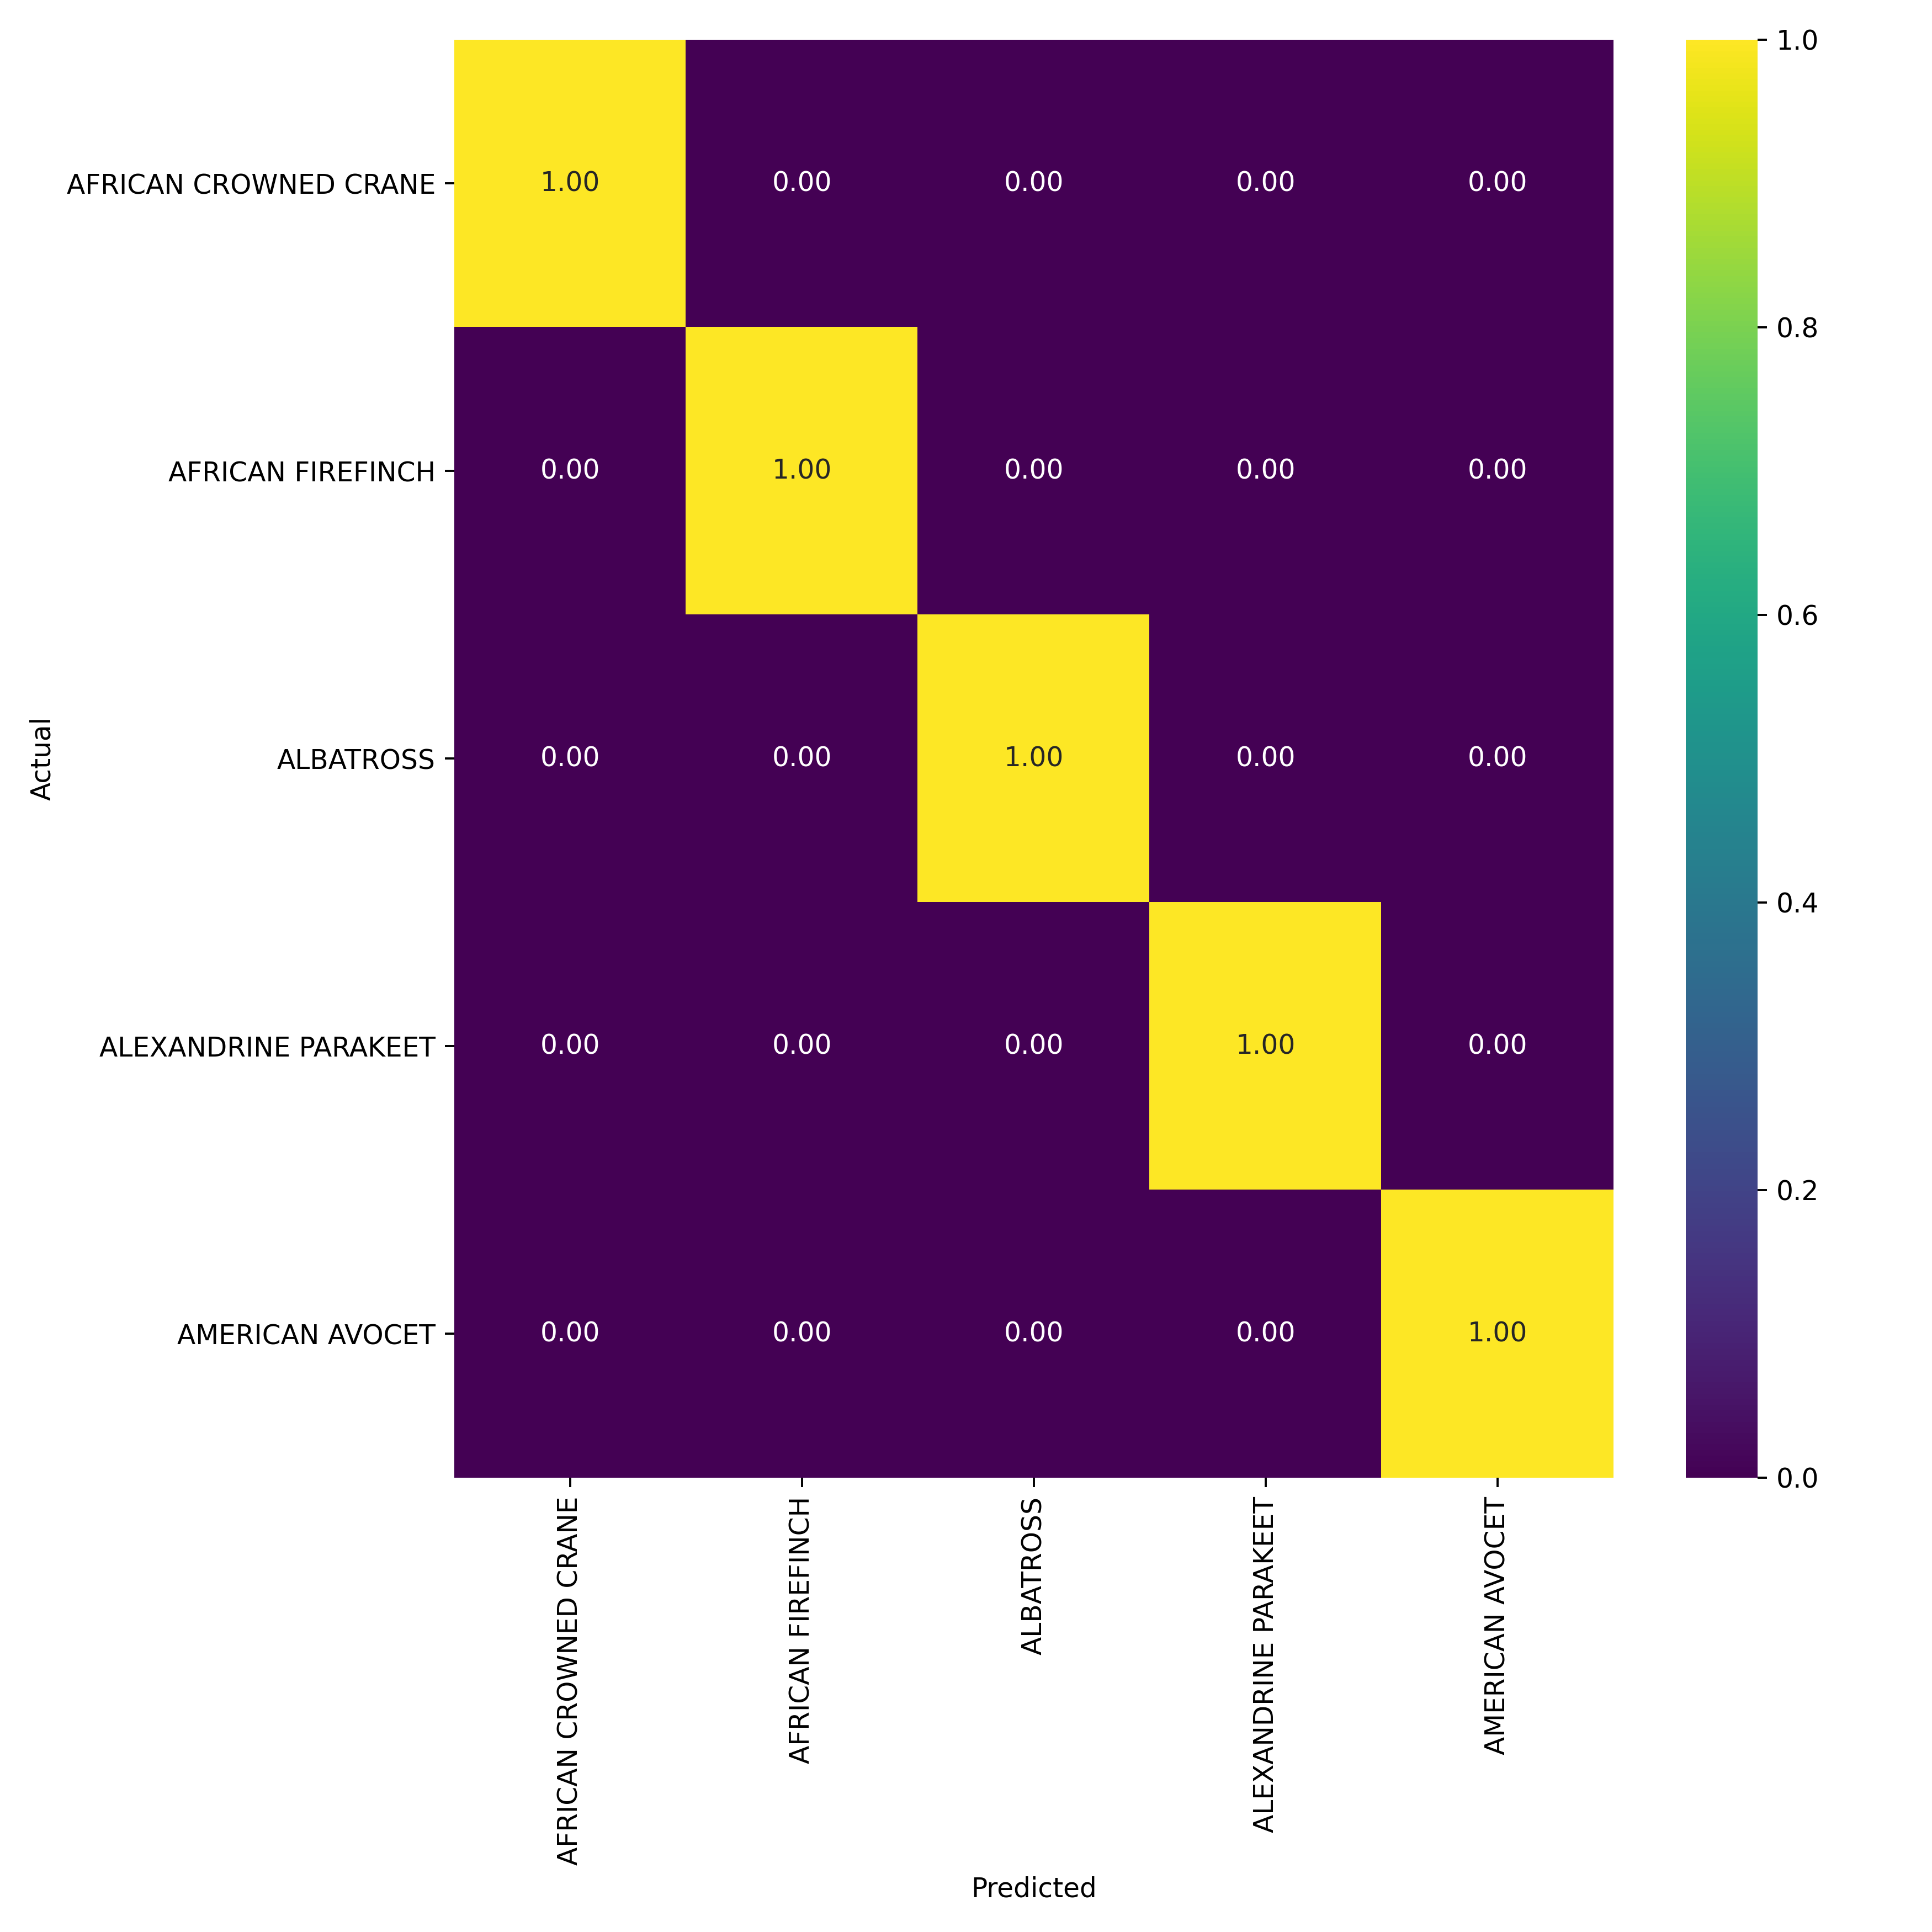 Actual
AFRICAN CROWNED CRANE 1.00 0.00 0.00 0.00 0.00
AFRICAN FIREFINCH 0.00 1.00 0.00 0.00 0.00
ALBATROSS 0.00 0.00 1.00 0.00 0.00
ALEXANDRINE PARAKEET 0.00 0.00 0.00 1.00 0.00
AMERICAN AVOCET 0.00 0.00 0.00 0.00 1.00
AFRICAN CROWNED CRANE
AFRICAN FIREFINCH
ALBATROSS
ALEXANDRINE PARAKEET
AMERICAN AVOCET
Predicted
1.0
0.8
0.6
0.4
0.2
0.0